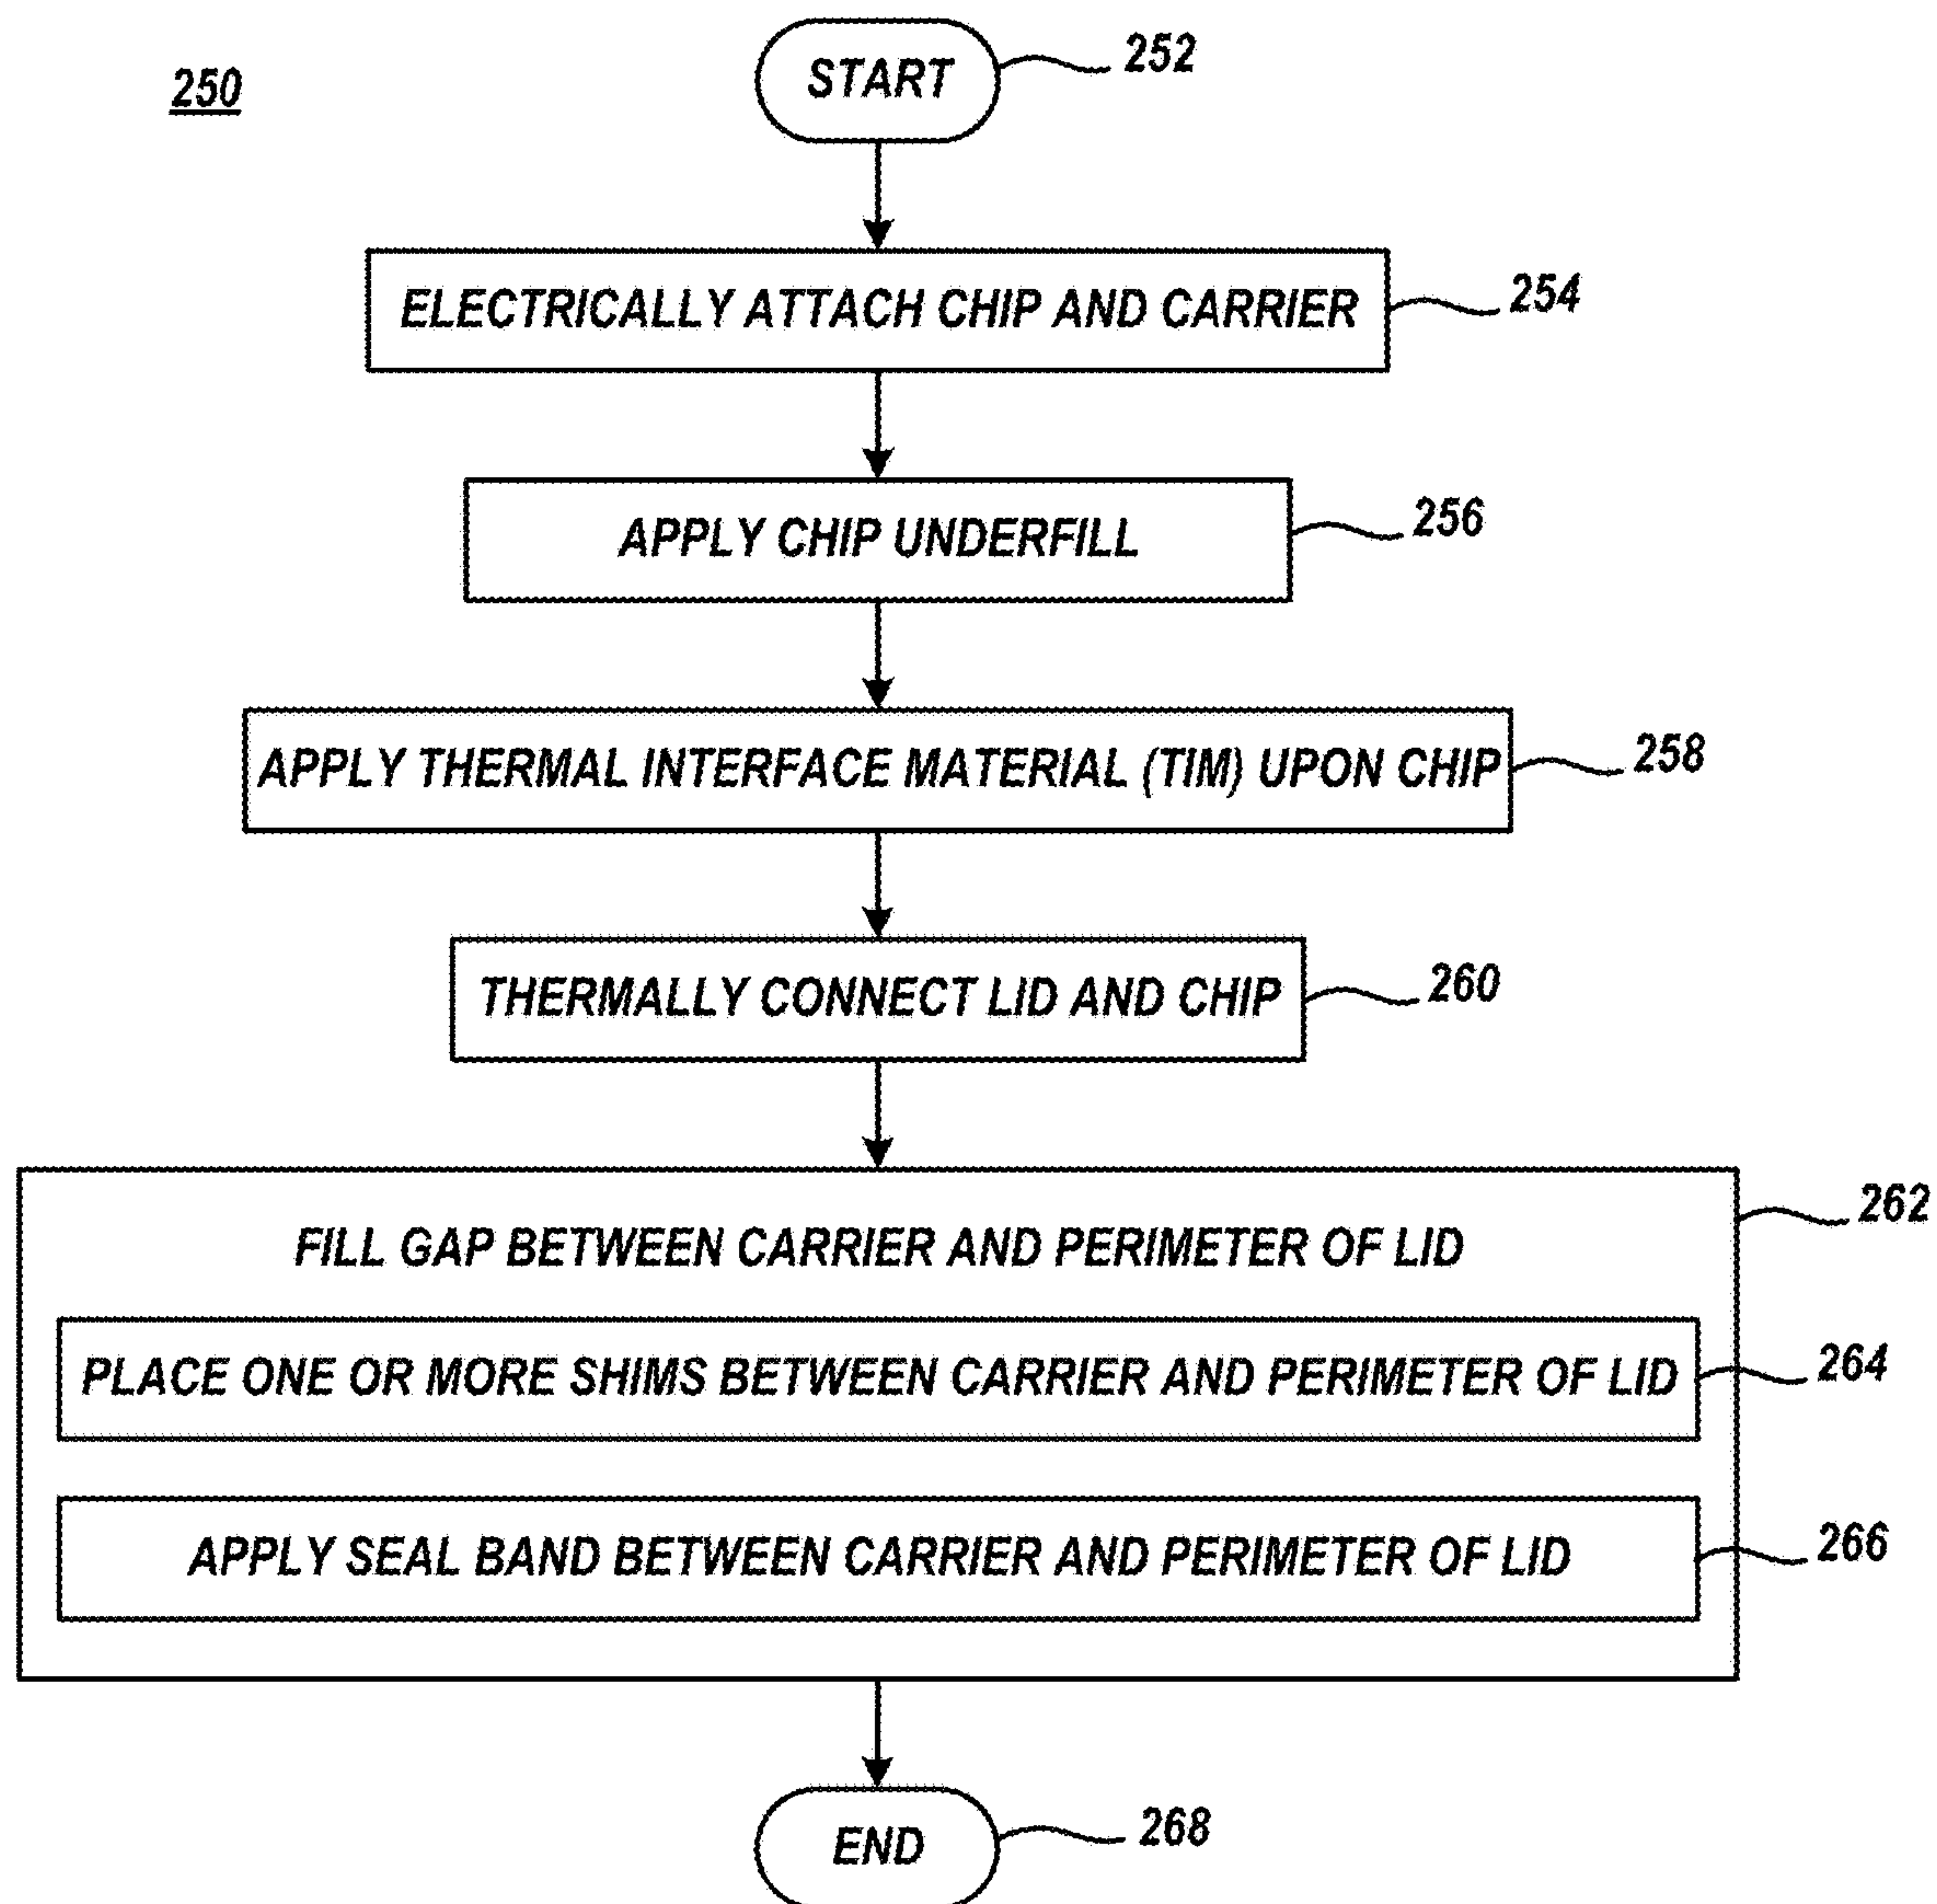 250
START
252
ELECTRICALLY ATTACH CHIP AND CARRIER
254
APPLY CHIP UNDERFILL
256
APPLY THERMAL INTERFACE MATERIAL (TIM) UPON CHIP
258
THERMALLY CONNECT LID AND CHIP
260
FILL GAP BETWEEN CARRIER AND PERIMETER OF LID
262
PLACE ONE OR MORE SHIMS BETWEEN CARRIER AND PERIMETER OF LID
264
APPLY SEAL BAND BETWEEN CARRIER AND PERIMETER OF LID
266
END
268